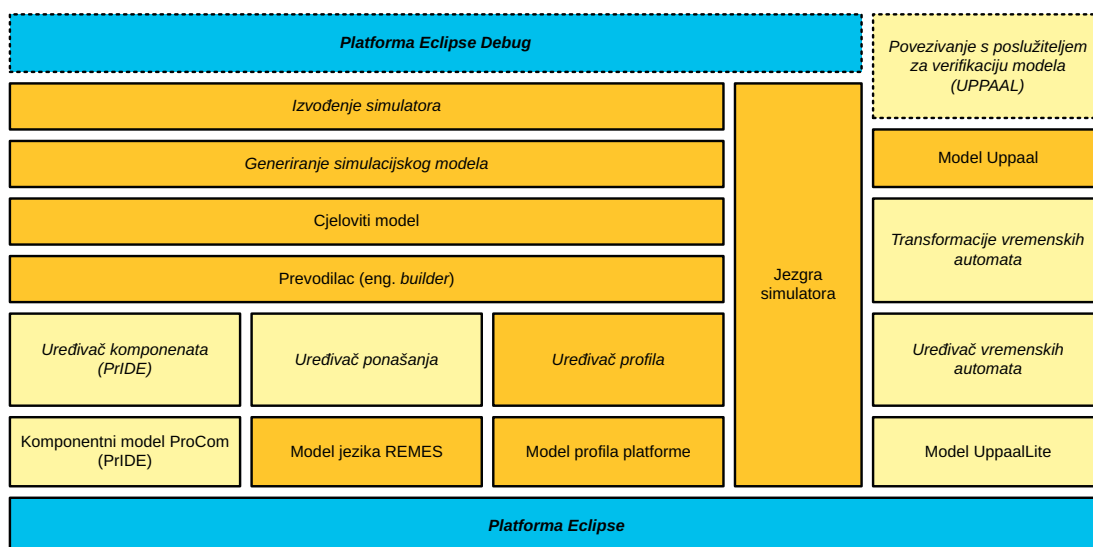 Platforma Eclipse Debug
Povezivanje s poslužiteljem
za verifikaciju modela
(UPPAAL)
Izvođenje simulatora
Generiranje simulacijskog modela
Model Uppaal
Cjeloviti model
Transformacije vremenskih
automata
Prevodilac (eng. builder)
Jezgra
simulatora
Uređivač komponenata
(PrIDE)
Uređivač ponašanja
Uređivač profila
Uređivač vremenskih
automata
Komponentni model ProCom
(PrIDE)
Model jezika REMES
Model profila platforme
Model UppaalLite
Platforma Eclipse